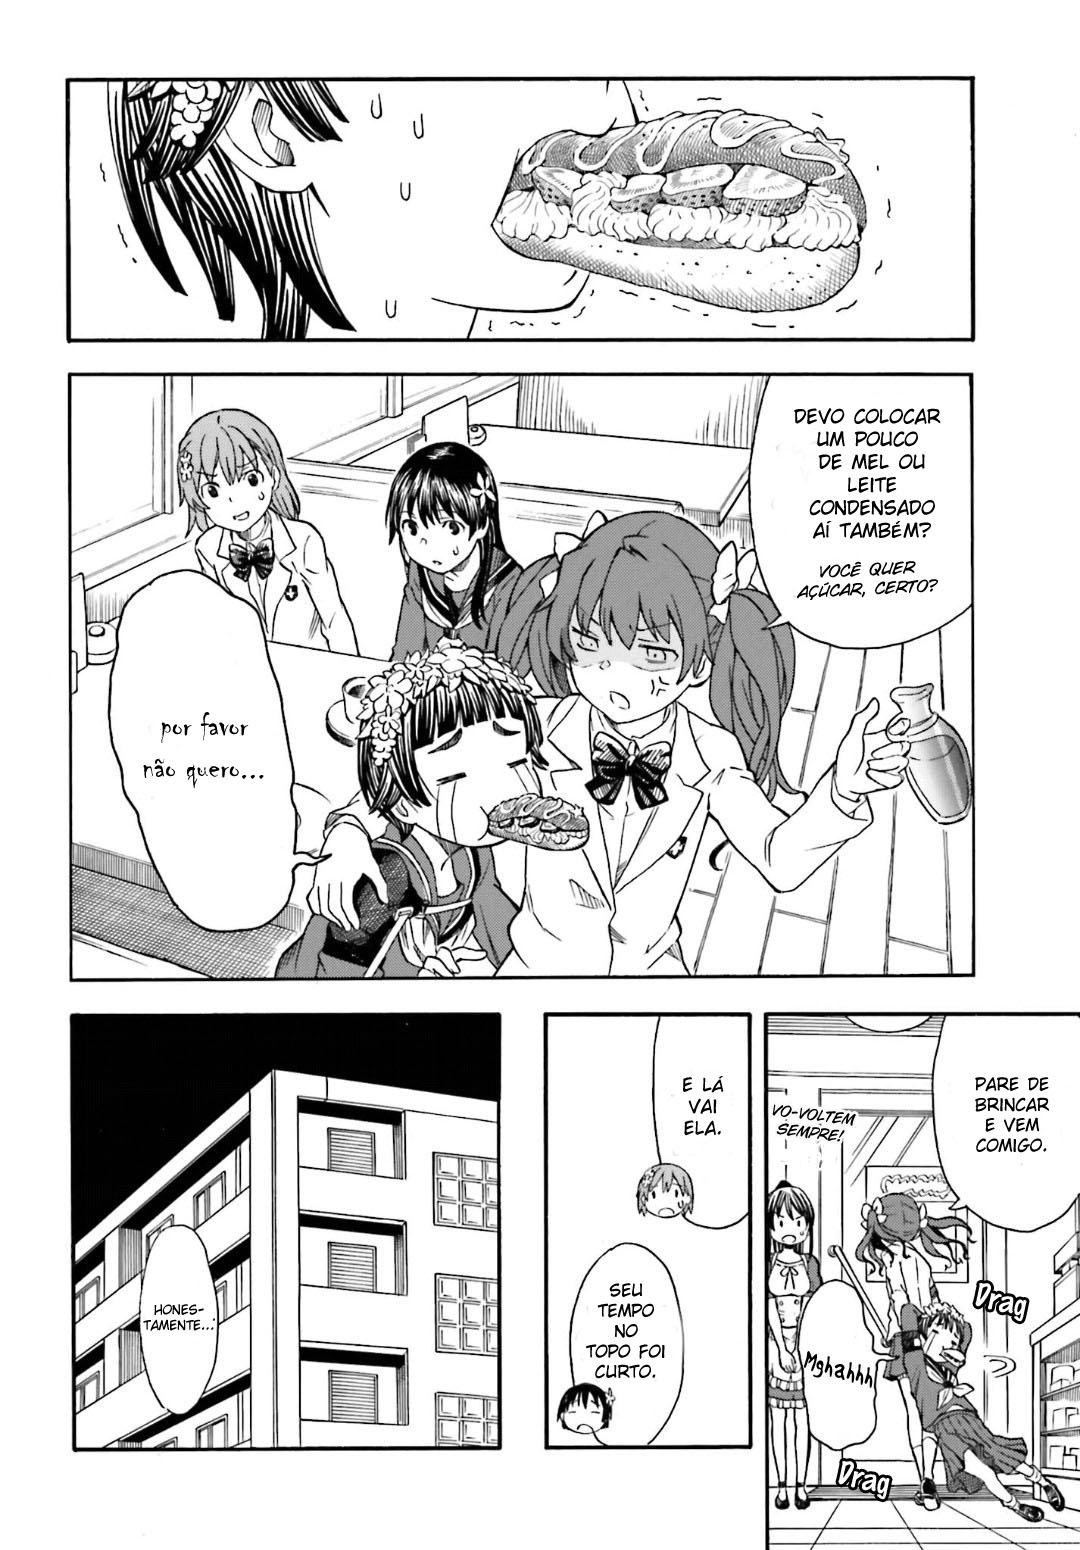 DEVO COLOCAR
UM POUCO
DE MEL OU
LEITE
CONDENSADO
AÍ TAMBÉM?
VOCÊ QUER
AÇÚCAR, CERTO?
por favor
não quero...
PARE DE
BRINCAR
E VEM
COMIGO.
VO-VOLTEM
SEMPRE!
Drag
Mghahhh
Drag
E LÁ
VAI
ELA.
SEU
TEMPO
NO
TOPO FOI
CURTO.
HONES-
TAMENTE...